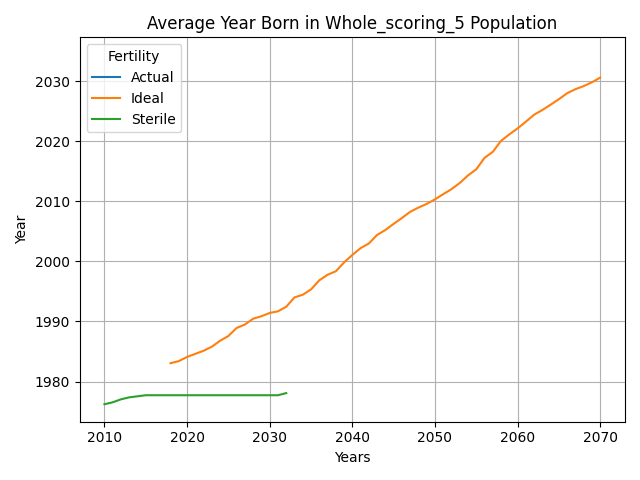 Average Year Born in Whole_scoring_5 Population
Fertility
Actual
Ideal
Sterile
Year
2030
2020
2010
2000
1990
1980
2010 2020 2030 2040 2050 2060 2070
Years